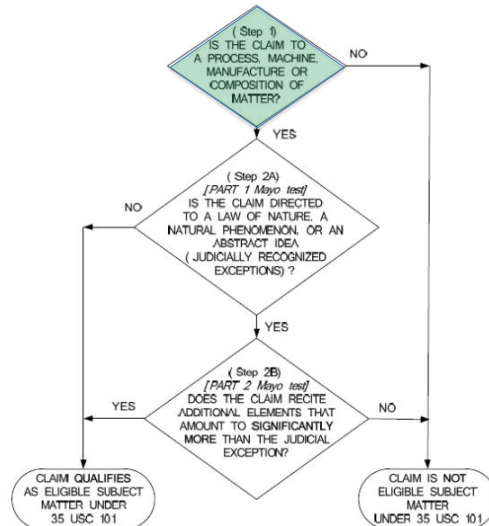 ( Step 1)
IS THE CLAIM TO
A PROCESS, MACHINE,
MANUFACTURE OR
COMPOSITION OF
MATTER?
NO
YES
( Step 2A)
[PART 1 Mayo test]
IS THE CLAIM DIRECTED
TO A LAW OF NATURE, A
NATURAL PHENOMENON, OR AN
ABSTRACT IDEA
( JUDICIALLY RECOGNIZED
EXCEPTIONS) ?
NO
YES
( Step 2B)
[PART 2 Mayo test]
DOES THE CLAIM RECITE
ADDITIONAL ELEMENTS THAT
AMOUNT TO SIGNIFICANTLY
MORE THAN THE JUDICIAL
EXCEPTION?
YES
NO
CLAIM QUALIFIES
AS ELIGIBLE SUBJECT
MATTER UNDER
35 USC 101
CLAIM IS NOT
ELIGIBLE SUBJECT
MATTER
UNDER 35 USC 101